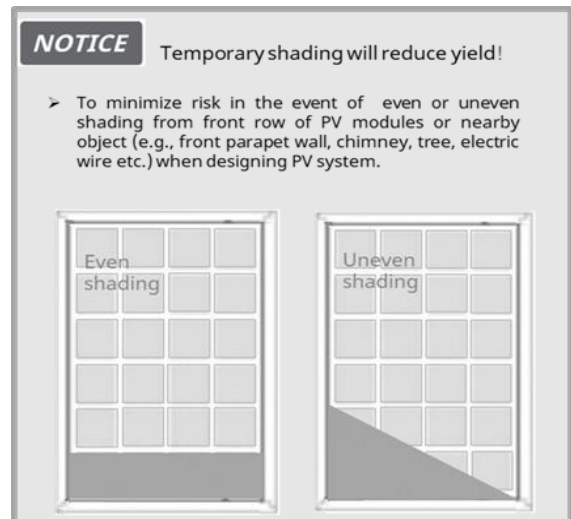 NOTICE Temporary shading will reduce yield!
➢ To minimize risk in the event of even or uneven
shading from front row of PV modules or nearby
object (e.g., front parapet wall, chimney, tree, electric
wire etc.) when designing PV system.
Even
shading
Uneven
shading